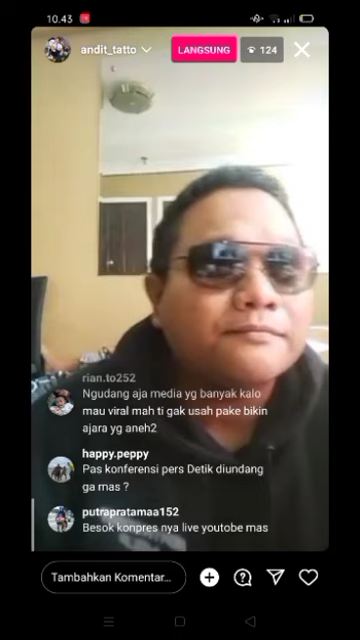 10.43
andit_tatto
LANGSUNG
124
rian.to252
Ngudang aja media yg banyak kalo
mau viral mah ti gak usah pake bikin
ajara yg aneh2
happy.peppy
Pas konferensi pers Detik diundang
ga mas ?
putrapratamaa152
Besok konpres nya live youtube mas
Tambahkan Komentar...